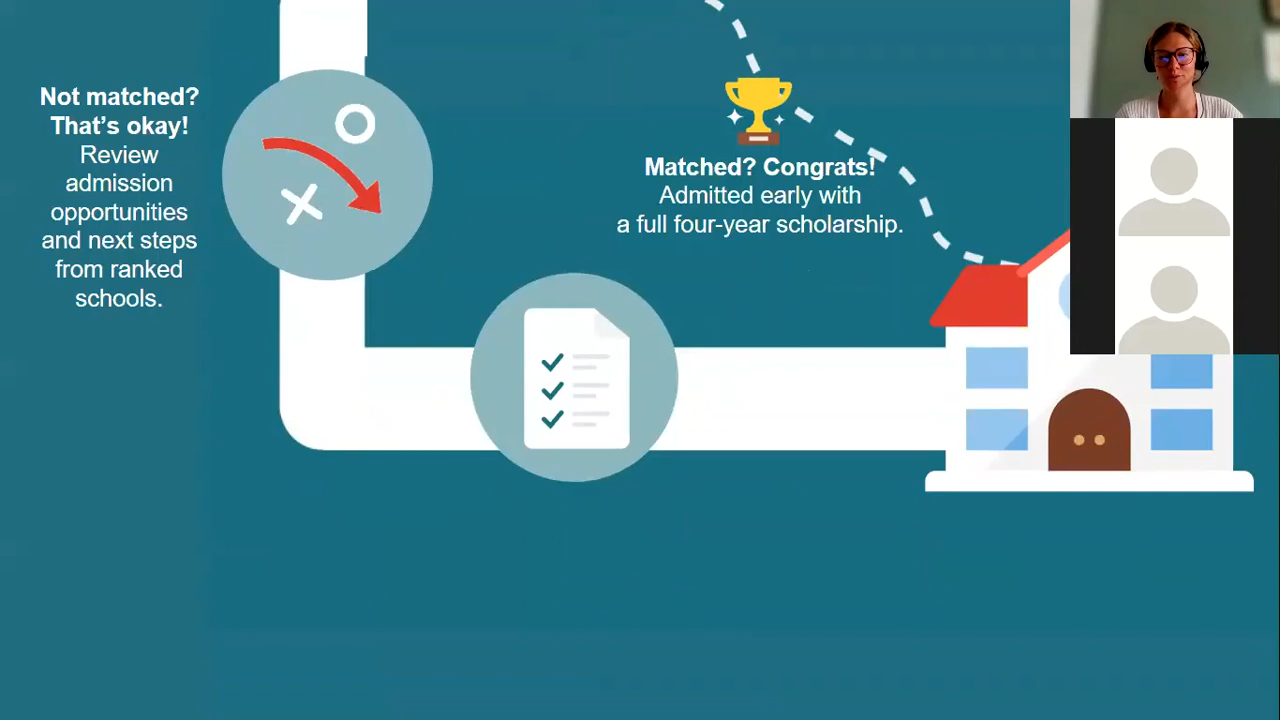 Not matched?
That's okay!
Review
admission
opportunities
and next steps
from ranked
schools.
Matched? Congrats!
Admitted early with
a full four-year scholarship.